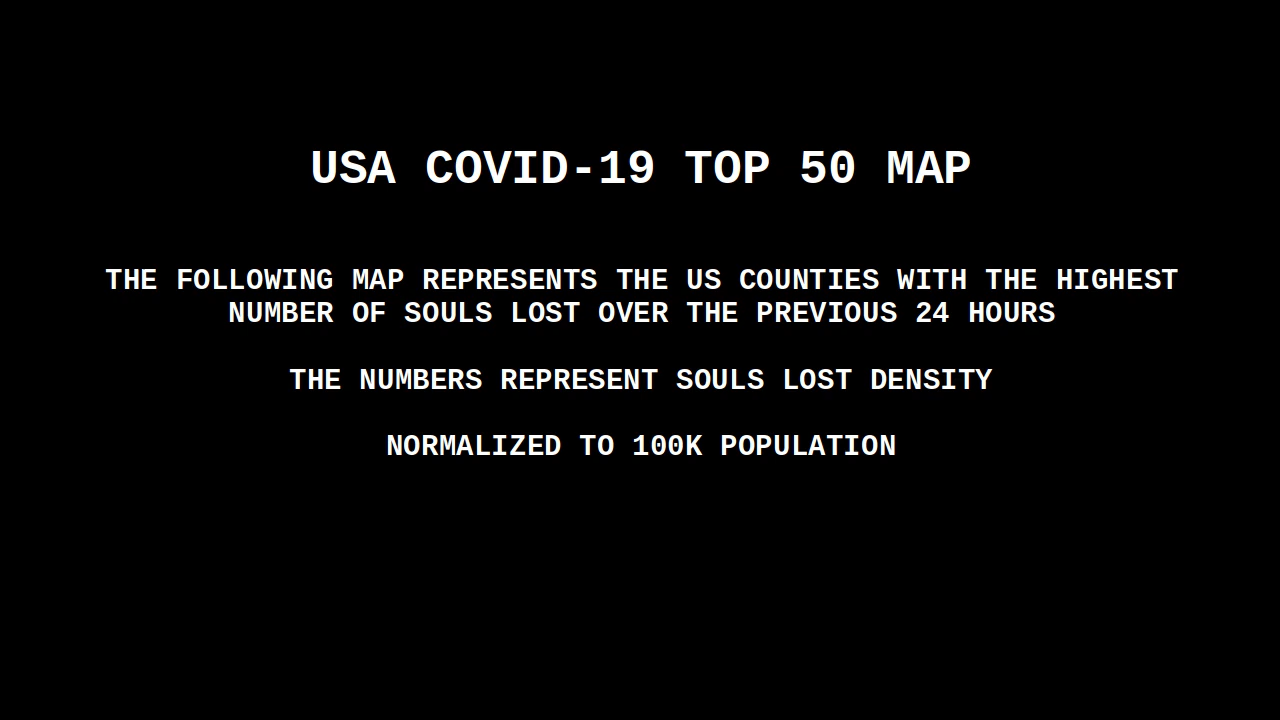 USA COVID-19 TOP 50 MAP
THE FOLLOWING MAP REPRESENTS THE US COUNTIES WITH THE HIGHEST
NUMBER OF SOULS LOST OVER THE PREVIOUS 24 HOURS
THE NUMBERS REPRESENT SOULS LOST DENSITY
NORMALIZED TO 100K POPULATION